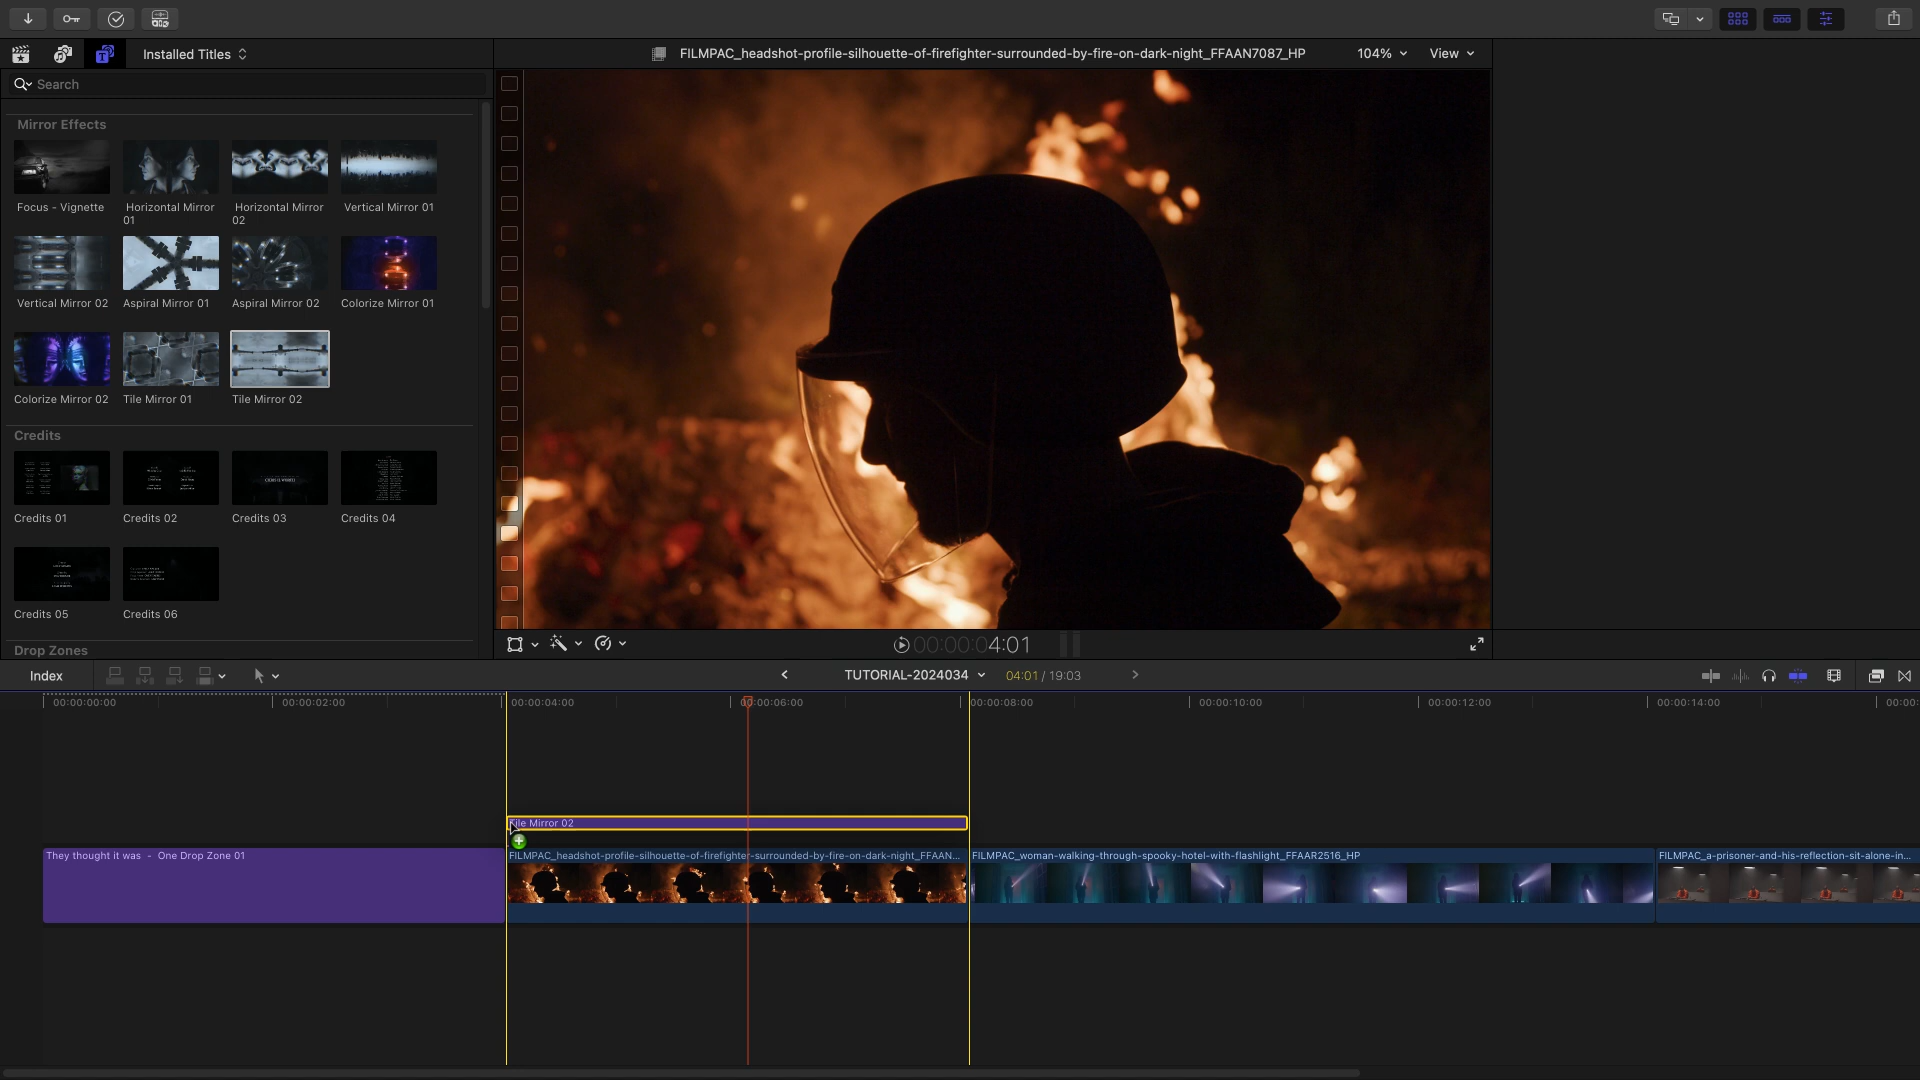 Installed Titles
FILMPAC_headshot-profile-silhouette-of-firefighter-surrounded-by-fire-on-dark-night_FFAAN7087_HP
104%
View
Search
Mirror Effects
Focus - Vignette
Horizontal Mirror 01
Horizontal Mirror 02
Vertical Mirror 01
Vertical Mirror 02
Aspiral Mirror 01
Aspiral Mirror 02
Colorize Mirror 01
Colorize Mirror 02
Tile Mirror 01
Tile Mirror 02
Credits
Credits 01
Credits 02
Credits 03
Credits 04
Credits 05
Credits 06
Drop Zones
00:00:04:01
Index
TUTORIAL-2024034
04:01 / 19:03
00:00:00:00
00:00:02:00
00:00:04:00
00:00:06:00
00:00:08:00
00:00:10:00
00:00:12:00
00:00:14:00
00:00:
Tile Mirror 02
They thought it was - One Drop Zone 01
FILMPAC_headshot-profile-silhouette-of-firefighter-surrounded-by-fire-on-dark-night_FFAAN...
FILMPAC_woman-walking-through-spooky-hotel-with-flashlight_FFAAR2516_HP
FILMPAC_a-prisoner-and-his-reflection-sit-alone-in...